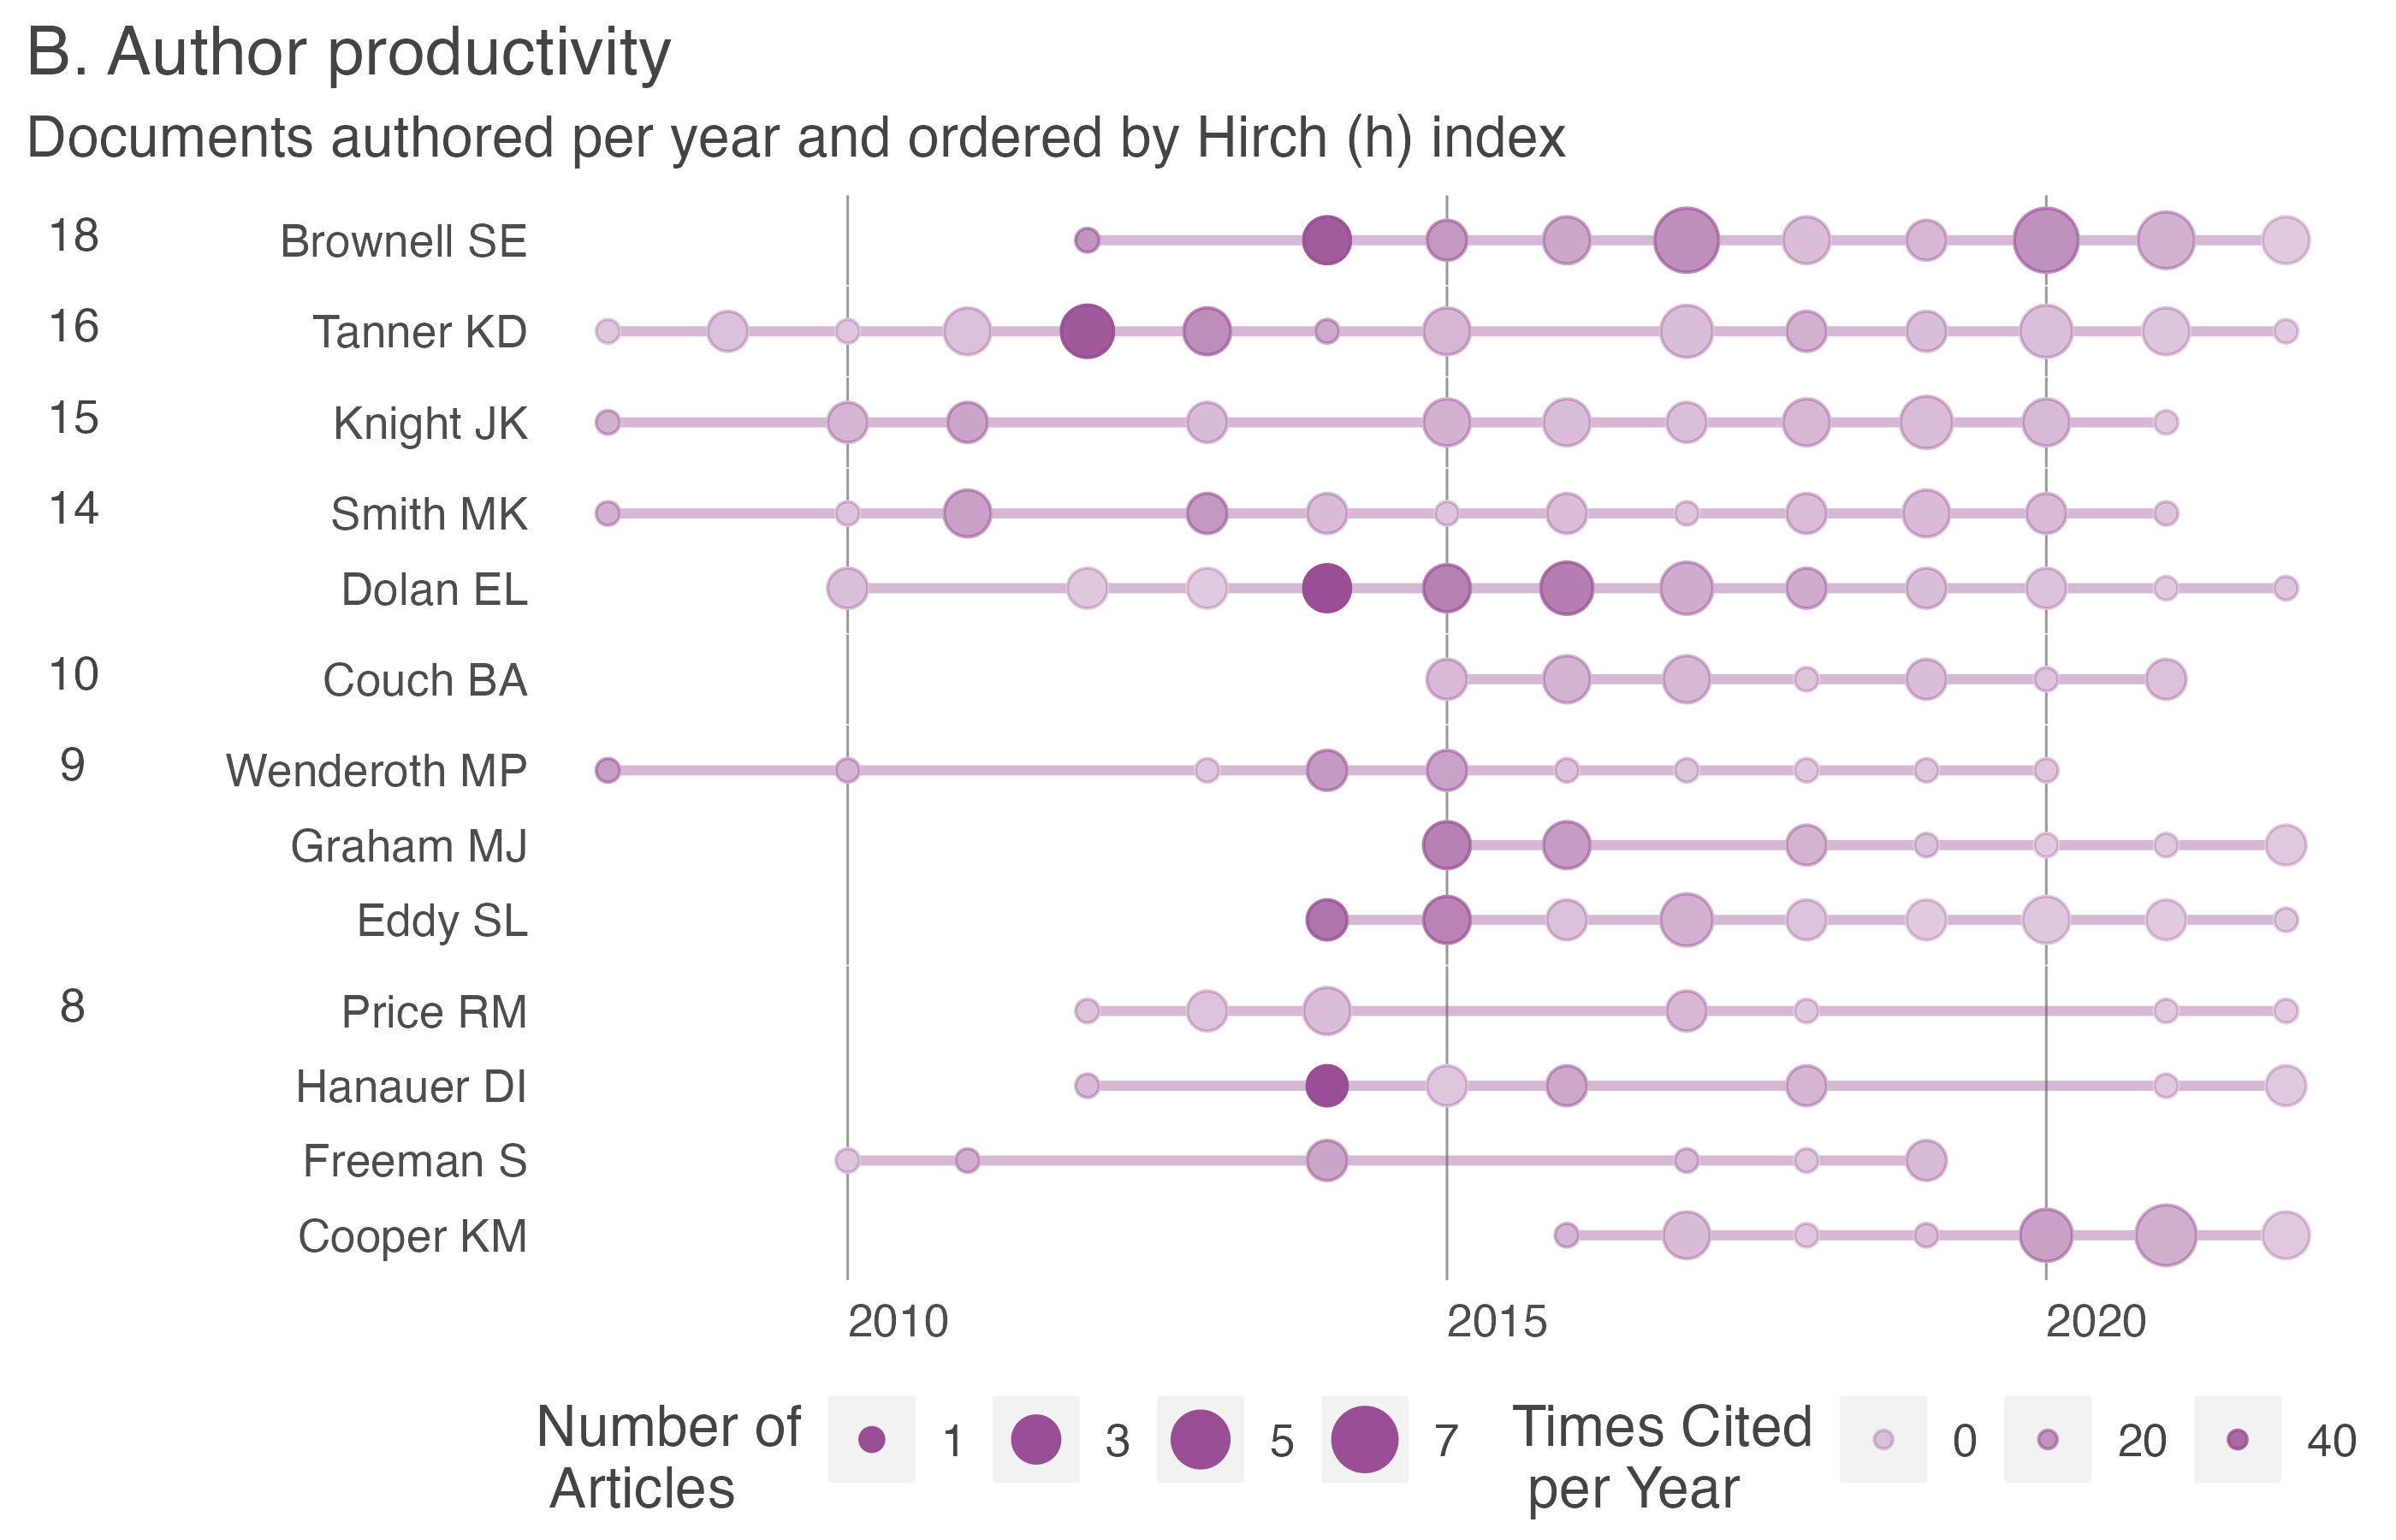 B. Author productivity
Documents authored per year and ordered by Hirch (h) index
18 Brownell SE
16 Tanner KD
15 Knight JK
14 Smith MK
Dolan EL
10 Couch BA
9 Wenderoth MP
Graham MJ
Eddy SL
8 Price RM
Hanauer DI
Freeman S
Cooper KM
2010 2015 2020
Number of Articles 1 3 5 7
Times Cited per Year 0 20 40